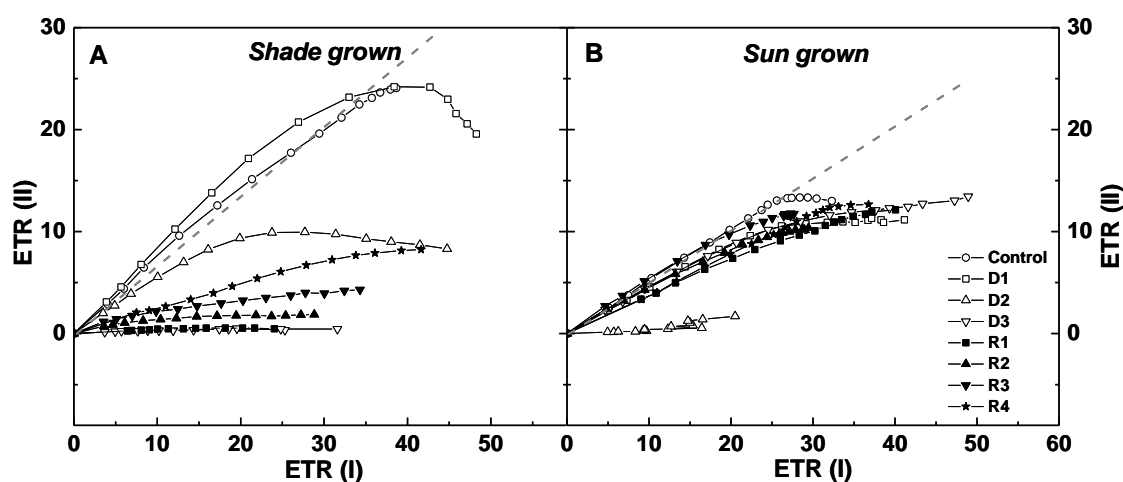 A
Shade grown
B
Sun grown
30
20
10
0
ETR (II)
30
20
10
0
ETR (II)
Control
D1
D2
D3
R1
R2
R3
R4
0 10 20 30 40 50
0 10 20 30 40 50 60
ETR (I)
ETR (I)